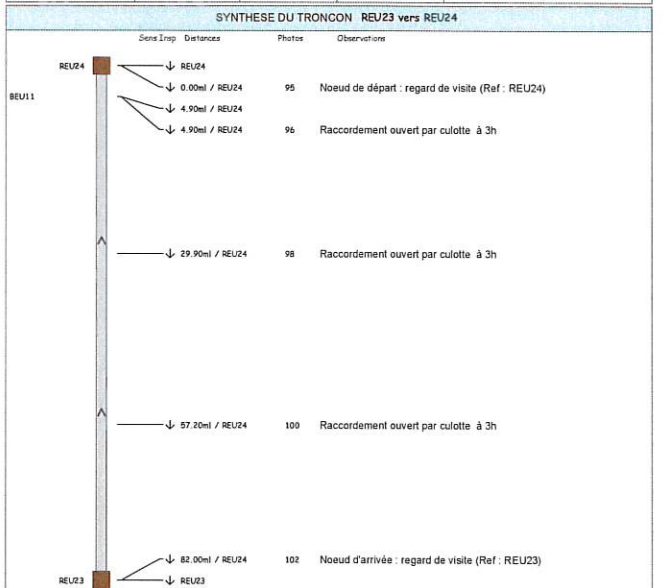 SYNTHESE DU TRONCON REU23 vers REU24
Sens Insp Distances Photos Observations
REU24 ↓ REU24
↓ 0.00ml / REU24 95 Noeud de départ : regard de visite (Ref : REU24)
BEU11
↓ 4.90ml / REU24
↓ 4.90ml / REU24 96 Raccordement ouvert par culotte à 3h
↓ 29.90ml / REU24 98 Raccordement ouvert par culotte à 3h
↓ 57.20ml / REU24 100 Raccordement ouvert par culotte à 3h
↓ 82.00ml / REU24 102 Noeud d'arrivée : regard de visite (Ref : REU23)
REU23 ↓ REU23